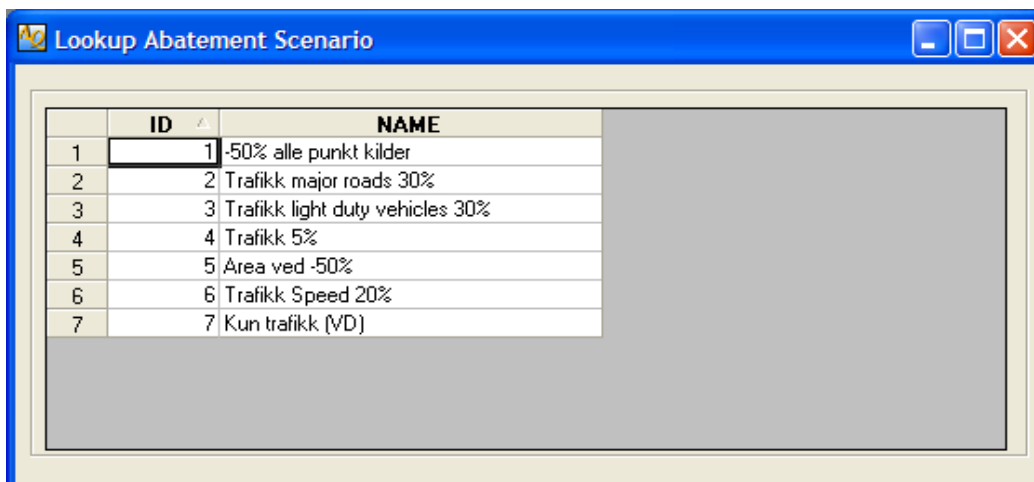 Lookup Abatement Scenario
ID NAME
1 1 -50% alle punkt kilder
2 2 Trafikk major roads 30%
3 3 Trafikk light duty vehicles 30%
4 4 Trafikk 5%
5 5 Area ved -50%
6 6 Trafikk Speed 20%
7 7 Kun trafikk (VD)